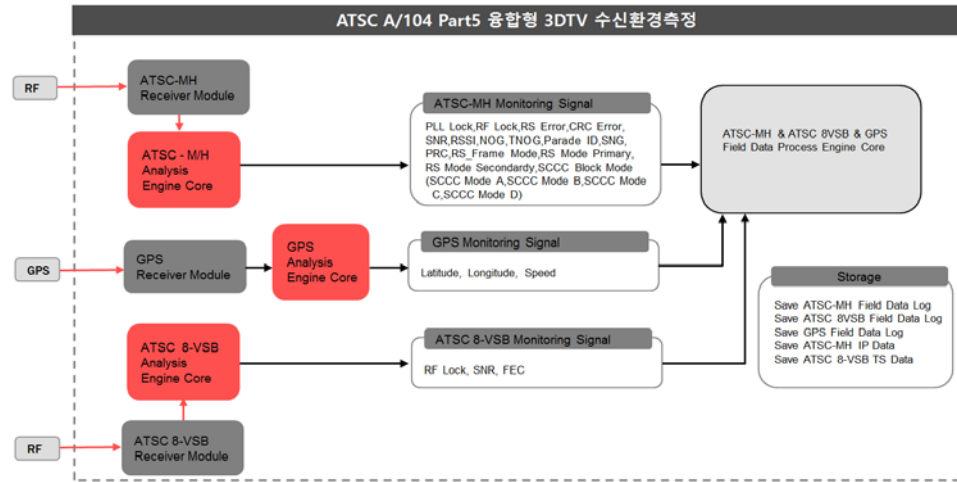 ATSC A/104 Part5 융합형 3DTV 수신환경측정
RF
ATSC-MH
Receiver Module
ATSC - M/H
Analysis
Engine Core
ATSC-MH Monitoring Signal
PLL Lock,RF Lock,RS Error,CRC Error,
SNR,RSSI,NOG,TNOG,Parade ID,SNG,
PRC,RS_Frame Mode,RS Mode Primary,
RS Mode Secondardy,SCCC Block Mode
(SCCC Mode A,SCCC Mode B,SCCC Mode
C,SCCC Mode D)
ATSC-MH & ATSC 8VSB & GPS
Field Data Process Engine Core
GPS
GPS
Receiver Module
GPS
Analysis
Engine Core
GPS Monitoring Signal
Latitude, Longitude, Speed
Storage
Save ATSC-MH Field Data Log
Save ATSC 8VSB Field Data Log
Save GPS Field Data Log
Save ATSC-MH IP Data
Save ATSC 8-VSB TS Data
ATSC 8-VSB
Analysis
Engine Core
ATSC 8-VSB Monitoring Signal
RF Lock, SNR, FEC
RF
ATSC 8-VSB
Receiver Module